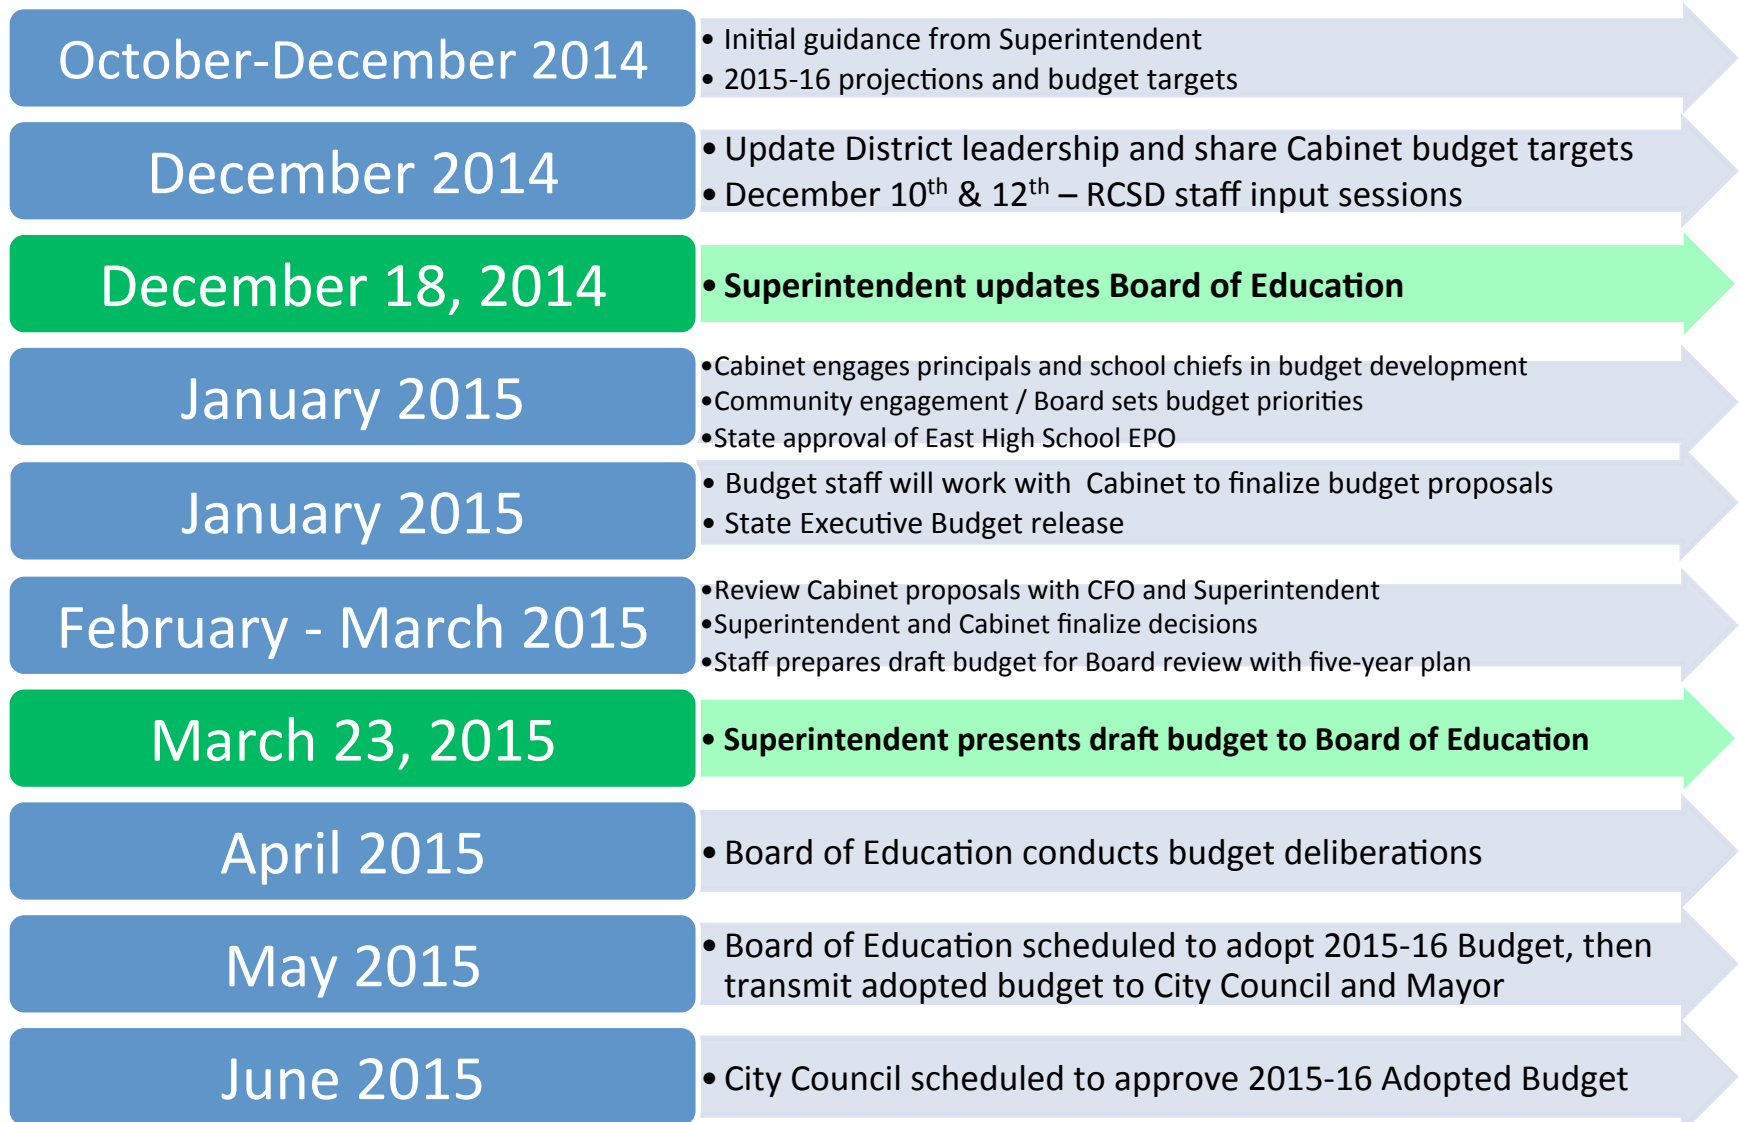 October-December 2014
• Initial guidance from Superintendent
• 2015-16 projections and budget targets
December 2014
• Update District leadership and share Cabinet budget targets
• December 10th & 12th – RCSD staff input sessions
December 18, 2014
• Superintendent updates Board of Education
January 2015
•Cabinet engages principals and school chiefs in budget development
•Community engagement / Board sets budget priorities
•State approval of East High School EPO
January 2015
• Budget staff will work with Cabinet to finalize budget proposals
• State Executive Budget release
February - March 2015
•Review Cabinet proposals with CFO and Superintendent
•Superintendent and Cabinet finalize decisions
•Staff prepares draft budget for Board review with five-year plan
March 23, 2015
• Superintendent presents draft budget to Board of Education
April 2015
• Board of Education conducts budget deliberations
May 2015
• Board of Education scheduled to adopt 2015-16 Budget, then
transmit adopted budget to City Council and Mayor
June 2015
• City Council scheduled to approve 2015-16 Adopted Budget